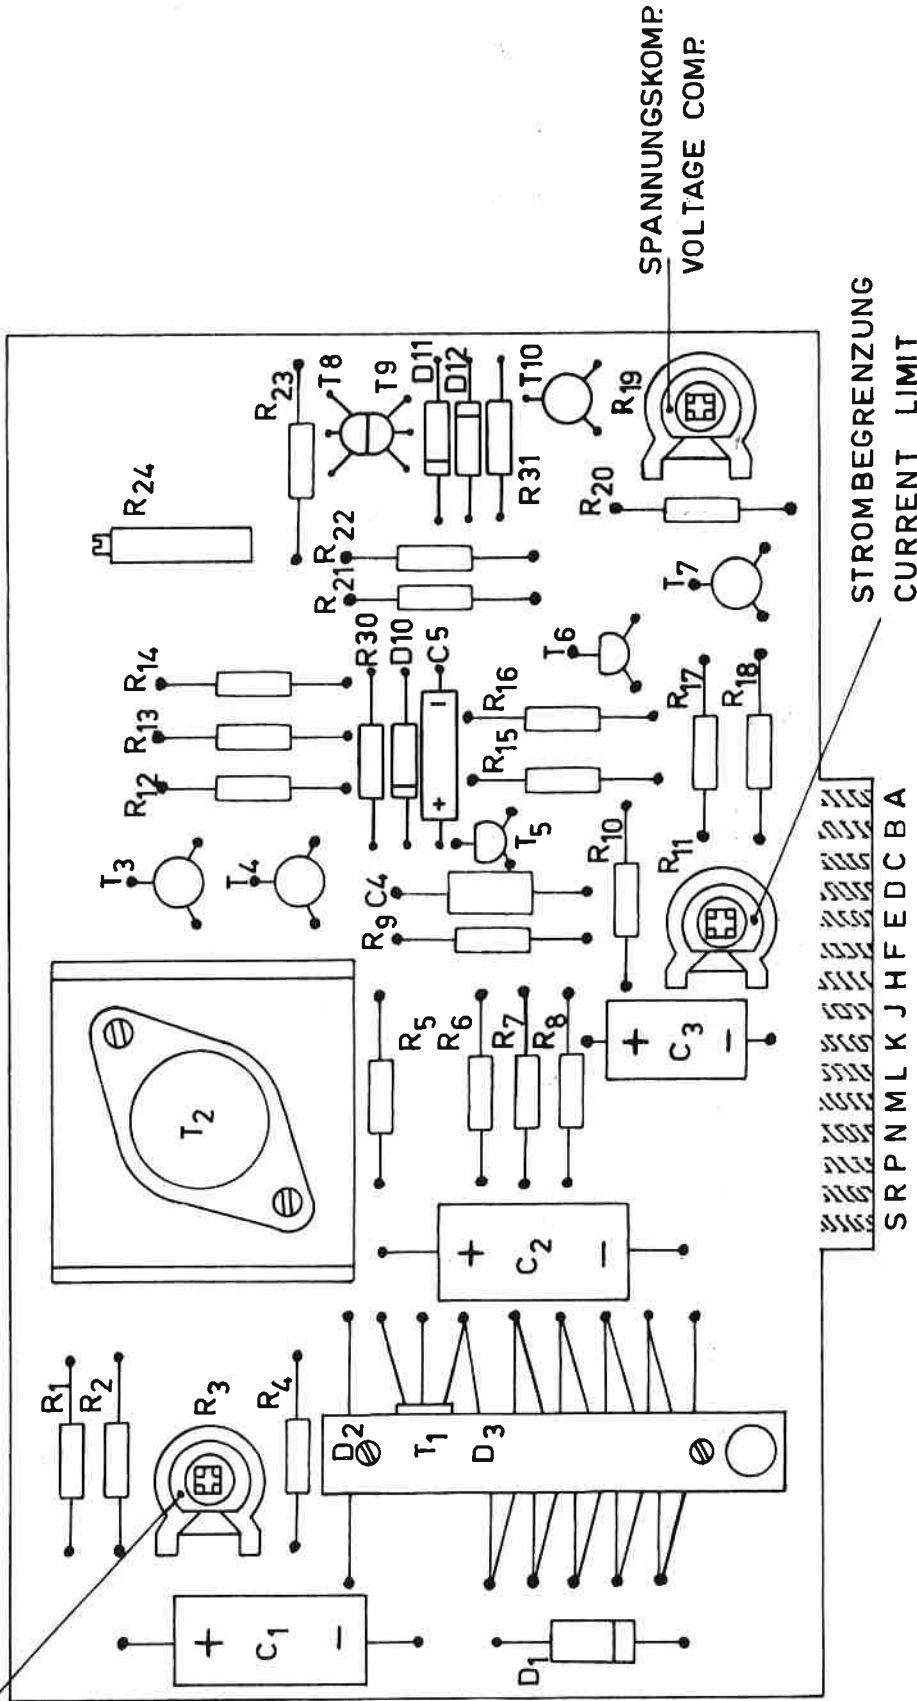 SPANNUNGSKOMP.
VOLTAGE COMP.
STROMBEGRENZUNG
CURRENT LIMIT
R1
R2
R3
R4
C1
D1
D2
T1
D3
C2
T2
R5
R6
R7
R8
C3
T3
T4
R9
C4
T5
R10
R11
R12
R13
R14
R30
D10
C5
R15
R16
T6
R17
R18
T7
R21
R22
R20
R24
R23
T8
T9
D11
D12
R31
T10
R19
+
−
+
−
+
−
+
−
S R P N M L K J H F E D C B A